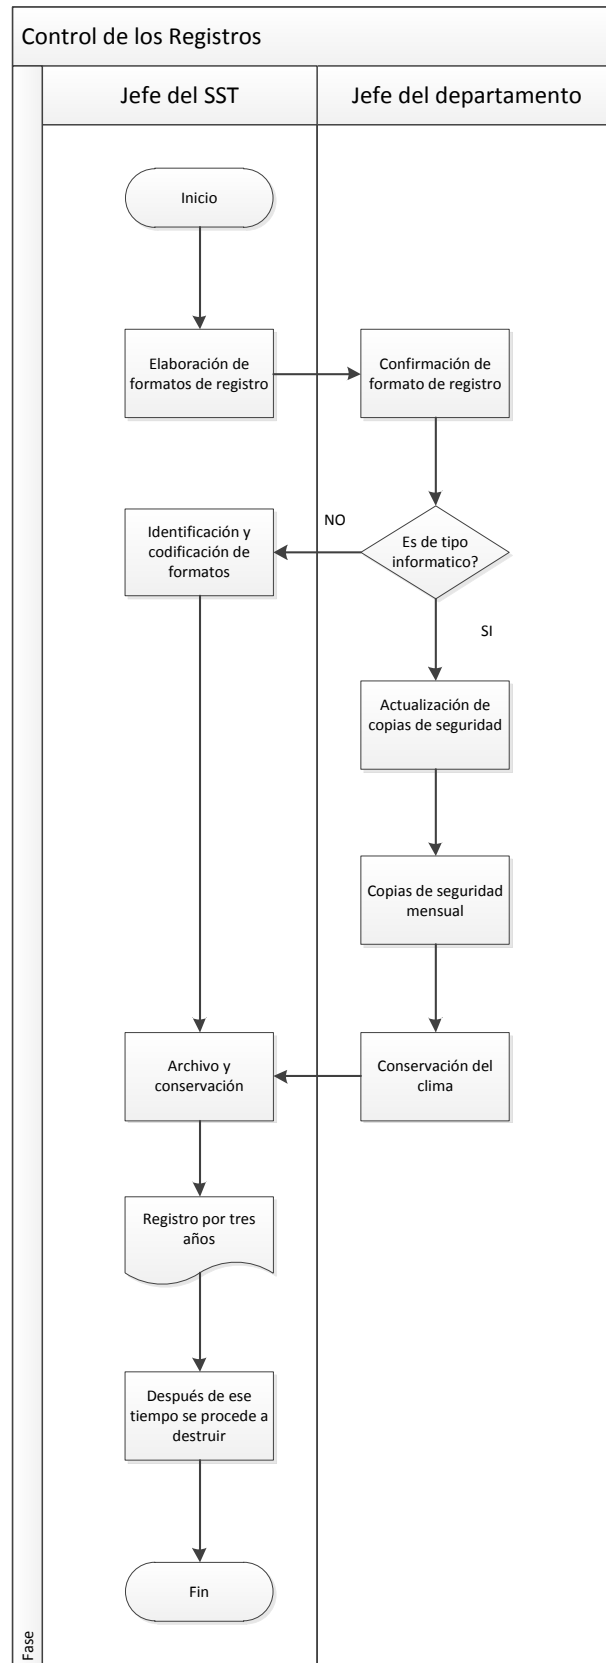 Control de los Registros
Jefe del SST
Jefe del departamento
Inicio
Elaboración de
formatos de registro
Confirmación de
formato de registro
Es de tipo
informatico?
NO
SI
Identificación y
codificación de
formatos
Actualización de
copias de seguridad
Copias de seguridad
mensual
Conservación del
clima
Archivo y
conservación
Registro por tres
años
Después de ese
tiempo se procede a
destruir
Fin
Fase